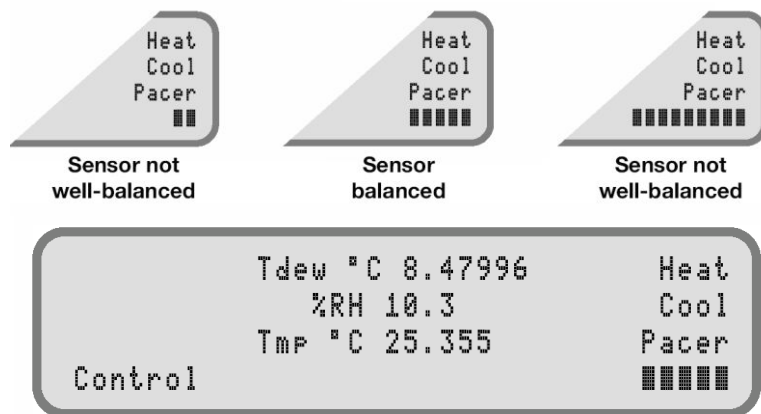 Heat
Cool
Pacer
Sensor not
well-balanced
Heat
Cool
Pacer
Sensor
balanced
Heat
Cool
Pacer
Sensor not
well-balanced
Tdew °C 8.47996 Heat
%RH 10.3 Cool
Tmp °C 25.355 Pacer
Control